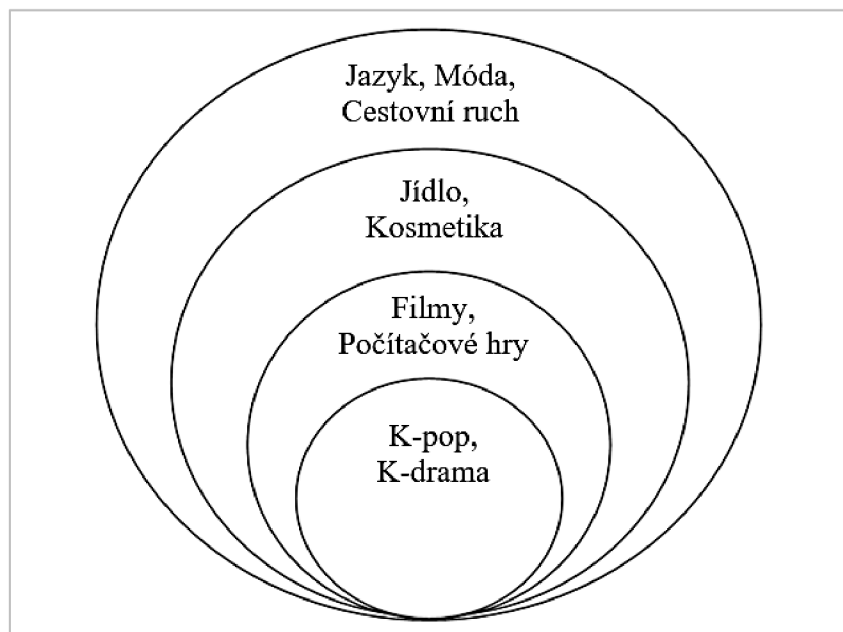 Jazyk, Móda,
Cestovní ruch
Jídlo,
Kosmetika
Filmy,
Počítačové hry
K-pop,
K-drama